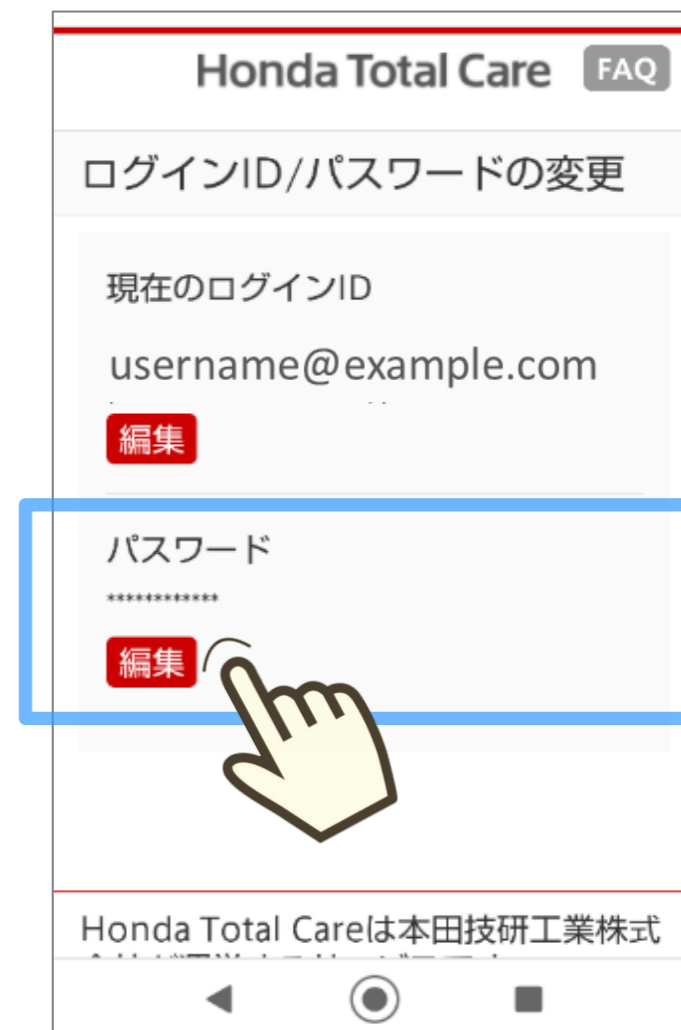 Honda Total Care FAQ
ログインID/パスワードの変更
現在のログインID
username@example.com
編集
パスワード
************
編集
Honda Total Careは本田技研工業株式